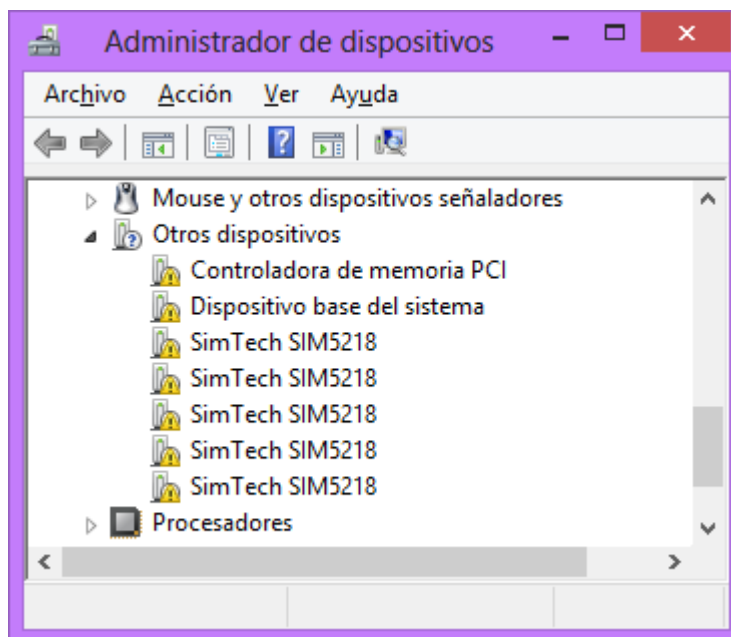 Administrador de dispositivos
Archivo Acción Ver Ayuda
Mouse y otros dispositivos señaladores
Otros dispositivos
Controladora de memoria PCI
Dispositivo base del sistema
SimTech SIM5218
SimTech SIM5218
SimTech SIM5218
SimTech SIM5218
SimTech SIM5218
Procesadores